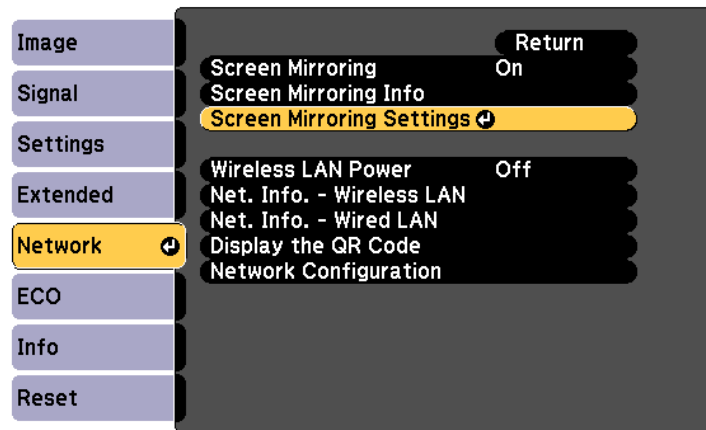 Image
Signal
Settings
Extended
Network
ECO
Info
Reset
Return
Screen Mirroring On
Screen Mirroring Info
Screen Mirroring Settings
Wireless LAN Power Off
Net. Info. - Wireless LAN
Net. Info. - Wired LAN
Display the QR Code
Network Configuration